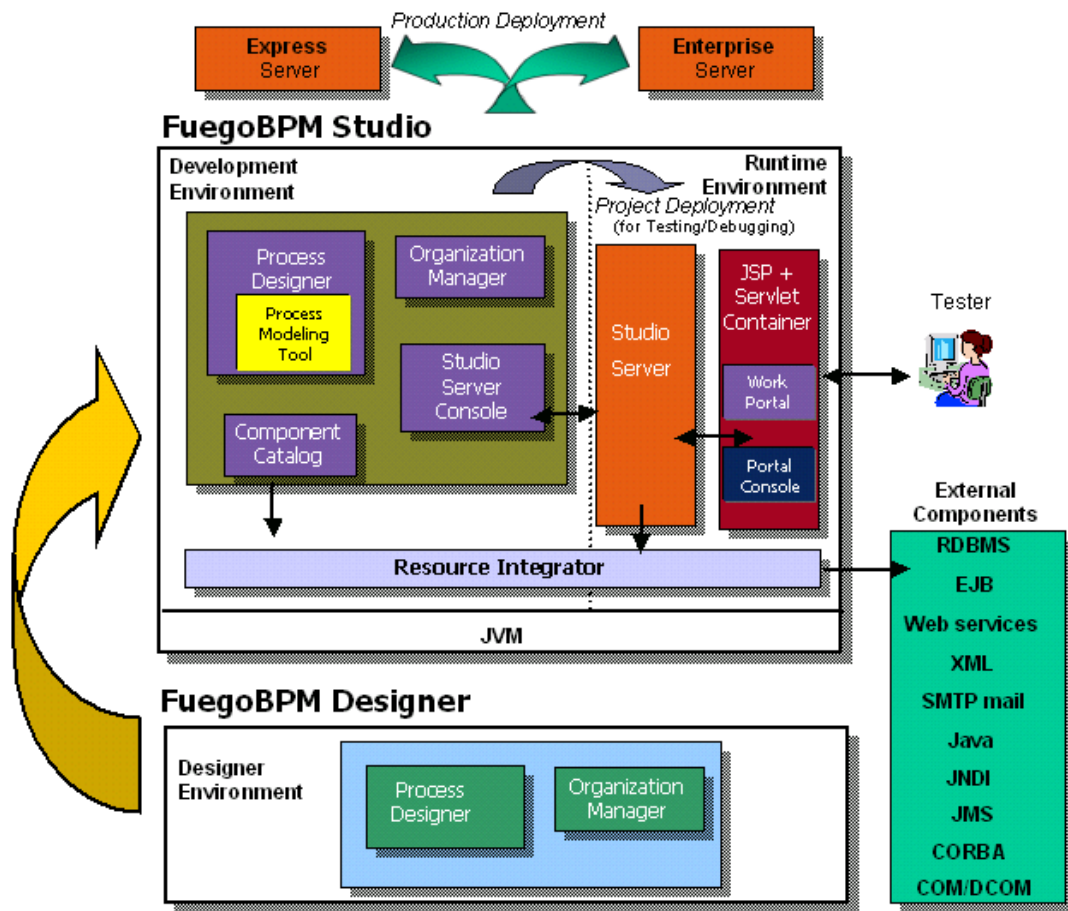 Production Deployment
Express
Server
Enterprise
Server
FuegoBPM Studio
Development
Environment
Runtime
Environment
Project Deployment
(for Testing/Debugging)
Process
Designer
Process
Modeling
Tool
Organization
Manager
Studio
Server
Console
Component
Catalog
Studio
Server
JSP +
Servlet
Container
Work
Portal
Portal
Console
Tester
Resource Integrator
JVM
External
Components
RDBMS
EJB
Web services
XML
SMTP mail
Java
JNDI
JMS
CORBA
COM/DCOM
FuegoBPM Designer
Designer
Environment
Process
Designer
Organization
Manager